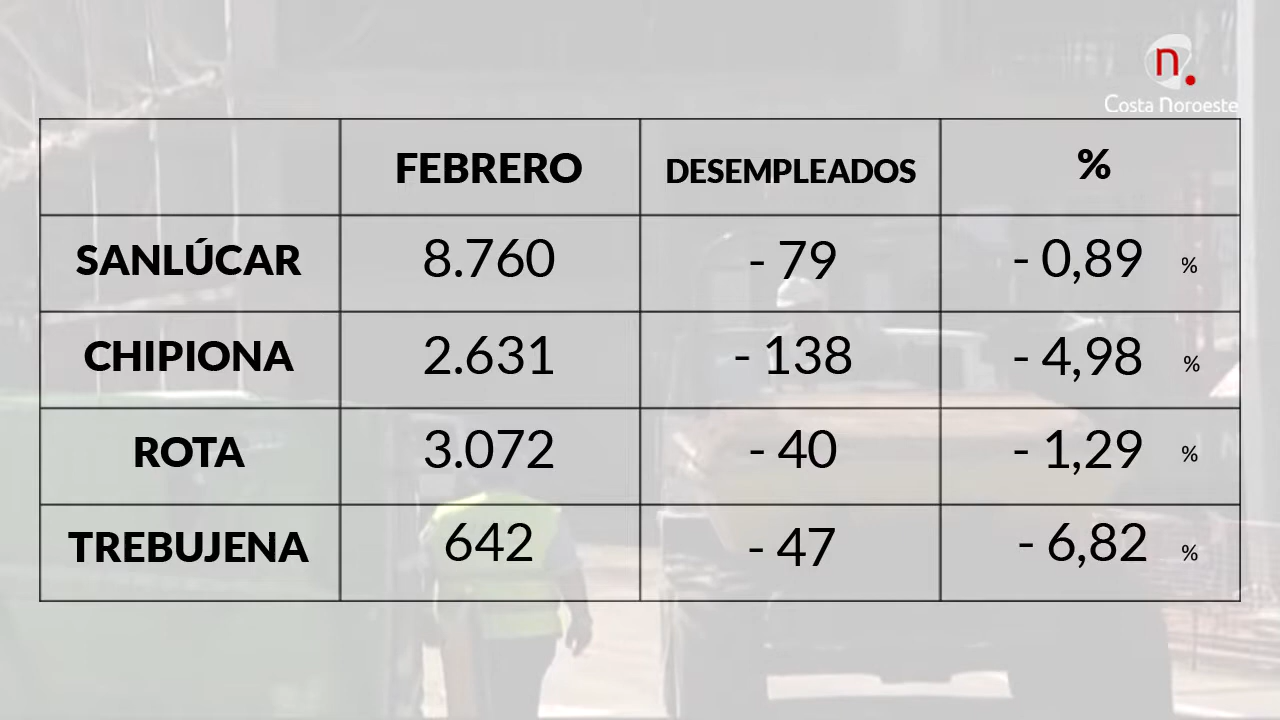 n.
Costa Noroeste
FEBRERO DESEMPLEADOS %
SANLÚCAR 8.760 - 79 - 0,89 %
CHIPIONA 2.631 - 138 - 4,98 %
ROTA 3.072 - 40 - 1,29 %
TREBUJENA 642 - 47 - 6,82 %